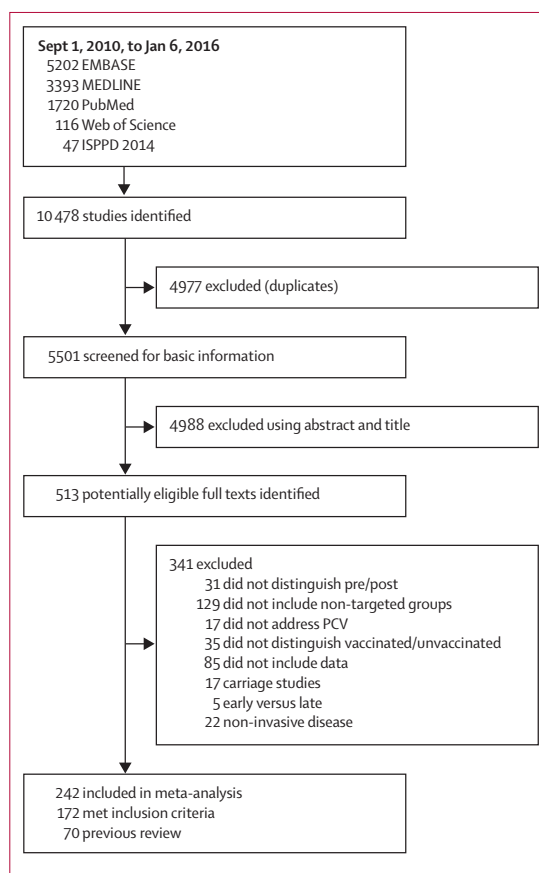 Sept 1, 2010, to Jan 6, 2016
5202 EMBASE
3393 MEDLINE
1720 PubMed
116 Web of Science
47 ISPPD 2014
10 478 studies identified
4977 excluded (duplicates)
5501 screened for basic information
4988 excluded using abstract and title
513 potentially eligible full texts identified
341 excluded
31 did not distinguish pre/post
129 did not include non-targeted groups
17 did not address PCV
35 did not distinguish vaccinated/unvaccinated
85 did not include data
17 carriage studies
5 early versus late
22 non-invasive disease
242 included in meta-analysis
172 met inclusion criteria
70 previous review